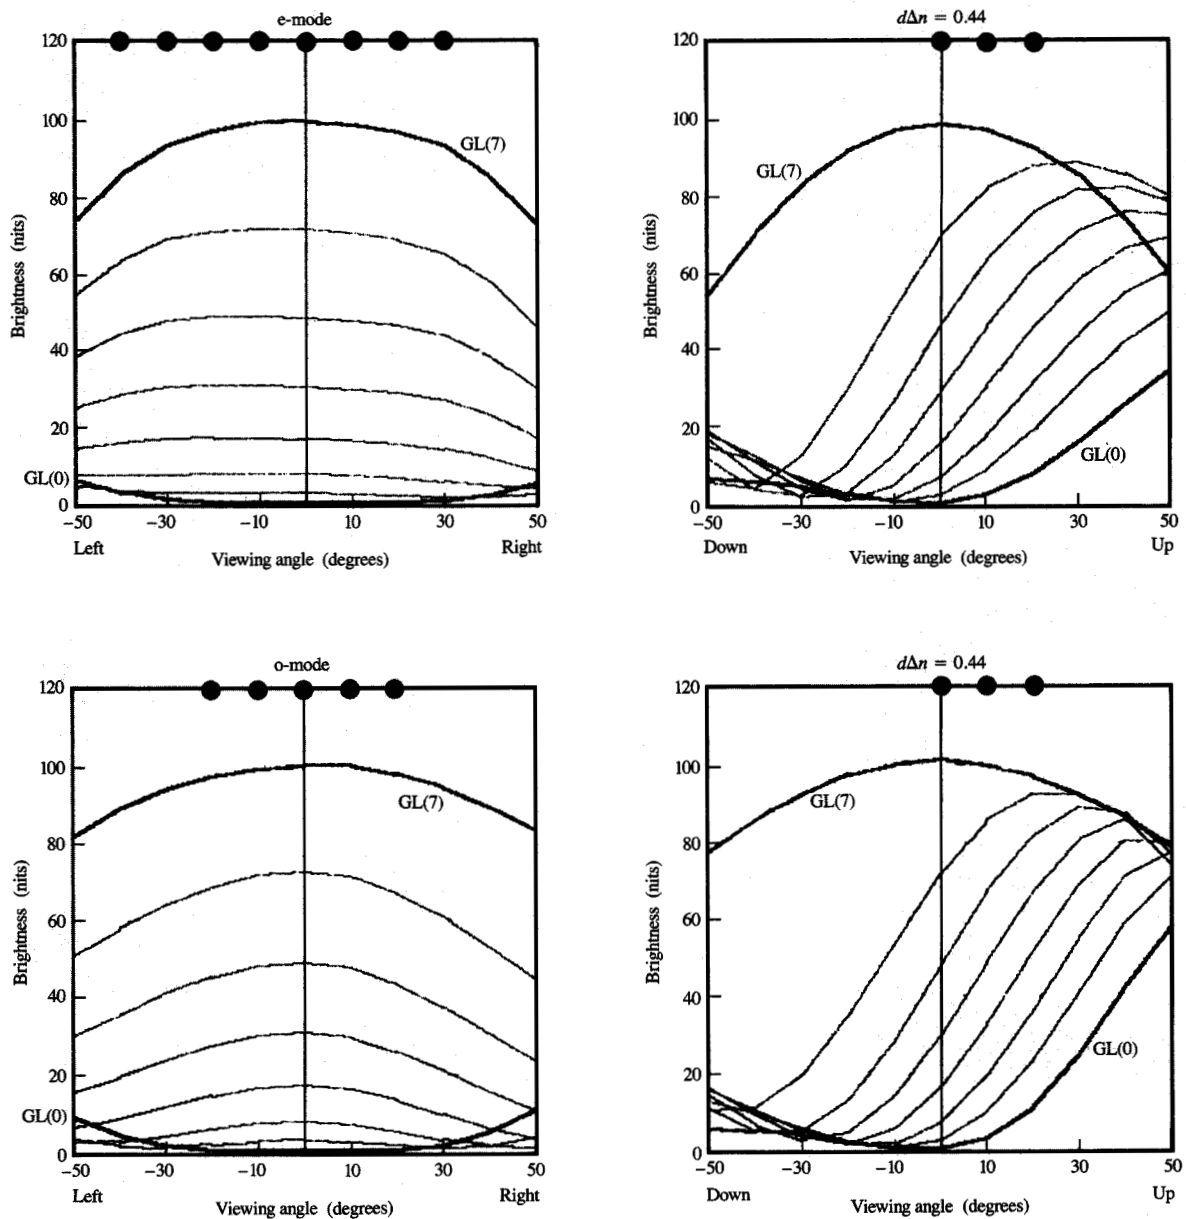 e-mode
120
100
80
60
40
20
0
Brightness (nits)
GL(7)
GL(0)
−50
−30
−10
10
30
50
Left
Viewing angle (degrees)
Right
dΔn = 0.44
120
100
80
60
40
20
0
Brightness (nits)
GL(7)
GL(0)
−50
−30
−10
10
30
50
Down
Viewing angle (degrees)
Up
o-mode
120
100
80
60
40
20
0
Brightness (nits)
GL(7)
GL(0)
−50
−30
−10
10
30
50
Left
Viewing angle (degrees)
Right
dΔn = 0.44
120
100
80
60
40
20
0
Brightness (nits)
GL(7)
GL(0)
−50
−30
−10
10
30
50
Down
Viewing angle (degrees)
Up